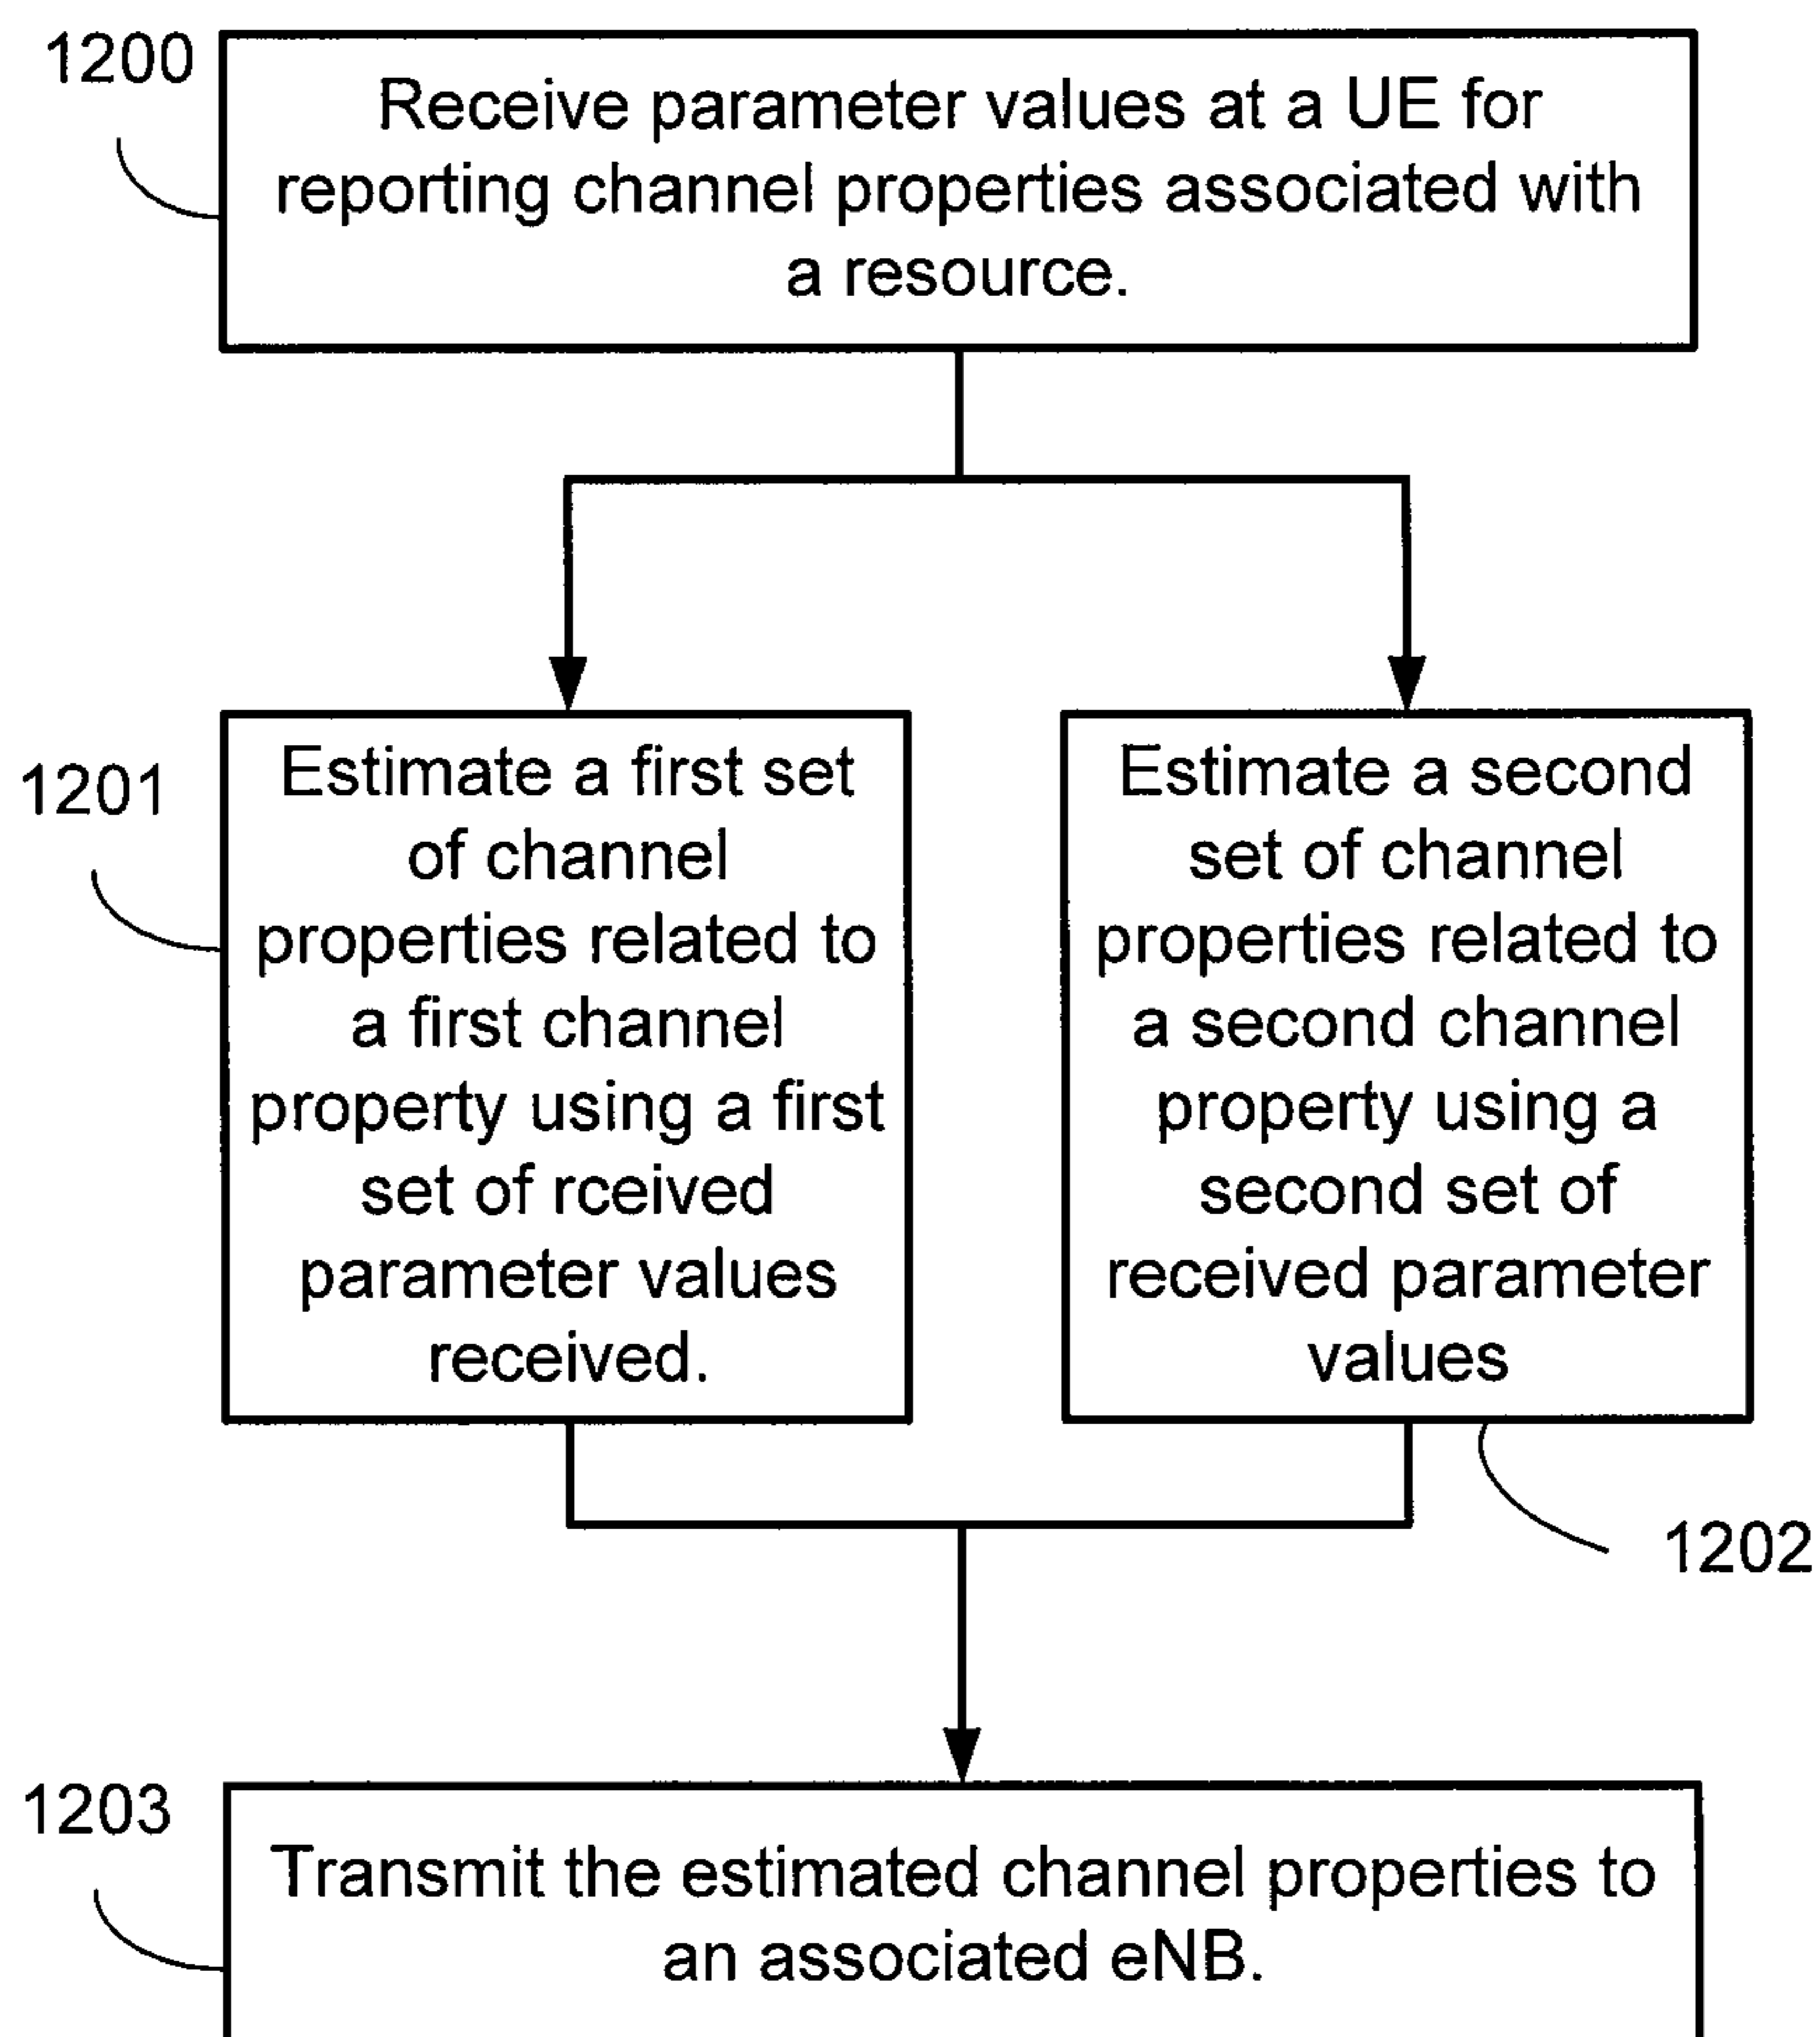 1200
Receive parameter values at a UE for
reporting channel properties associated with
a resource.
1201
Estimate a first set
of channel
properties related to
a first channel
property using a first
set of rceived
parameter values
received.
Estimate a second
set of channel
properties related to
a second channel
property using a
second set of
received parameter
values
1202
1203
Transmit the estimated channel properties to
an associated eNB.